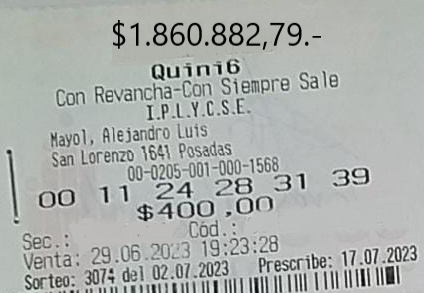 $1.860.882,79.-
Quini6
Con Revancha-Con Siempre Sale
I.P.L.Y.C.S.E.
Mayol, Alejandro Luis
San Lorenzo 1641 Posadas
00-0205-001-000-1568
00 11 24 28 31 39
$400,00
Sec.: Cód.:
Venta: 29.06.2023 19:23:28
Sorteo: 3074 del 02.07.2023 Prescribe: 17.07.2023